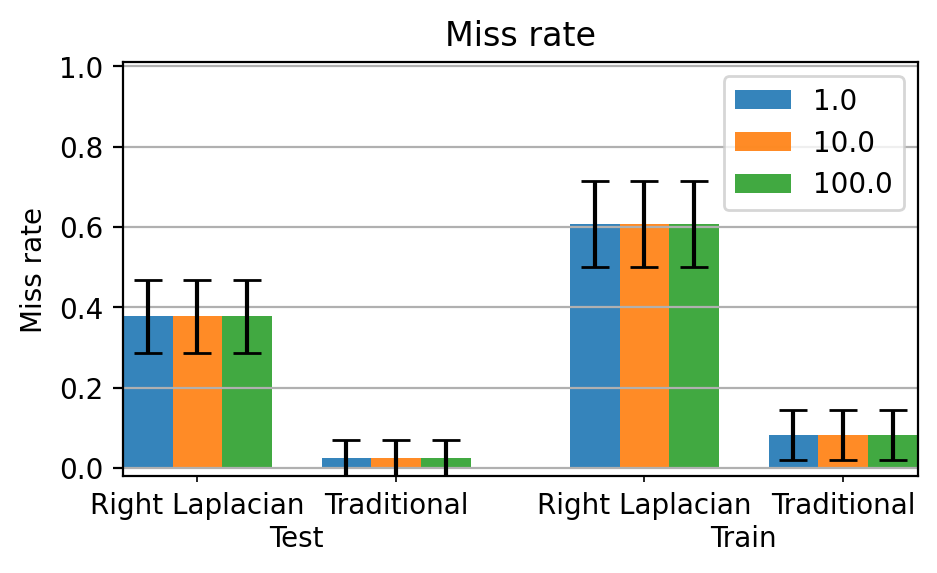 Miss rate
1.0
0.8
0.6
0.4
0.2
0.0
Miss rate
1.0
10.0
100.0
Right Laplacian
Traditional
Right Laplacian
Traditional
Test
Train